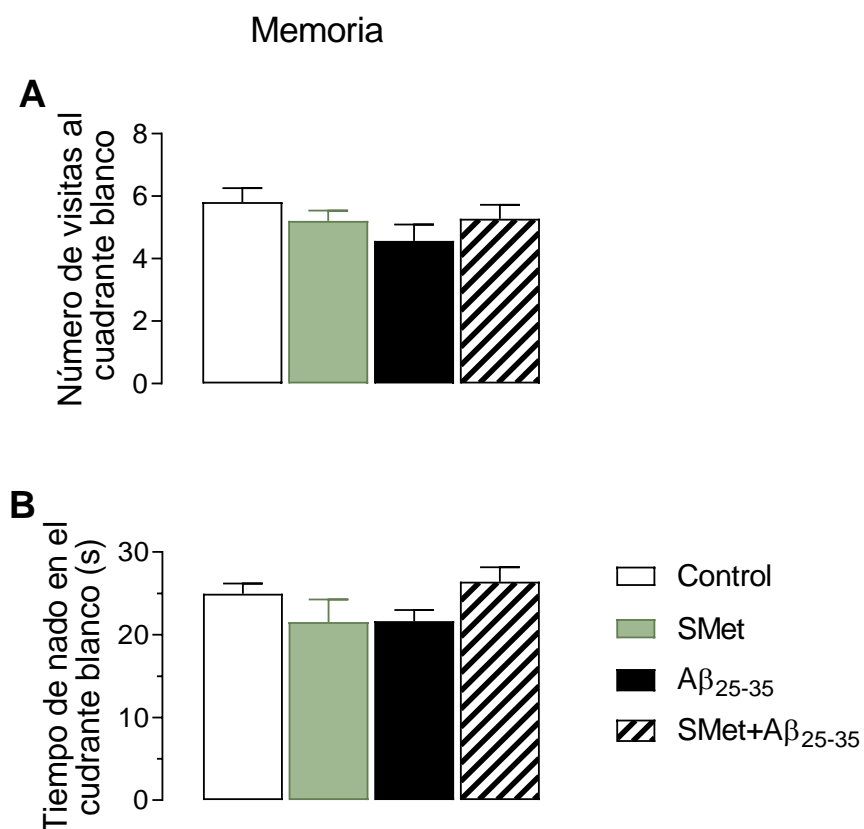 Memoria
A
Número de visitas al
cuadrante blanco
8
6
4
2
0
B
Tiempo de nado en el
cudrante blanco (s)
30
20
10
0
Control
SMet
Aβ25-35
SMet+Aβ25-35